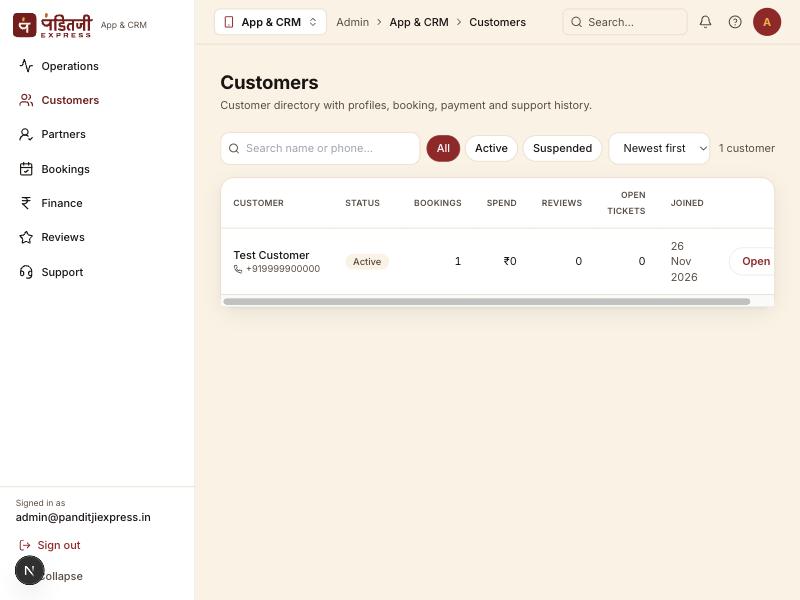 प पंडितजी
EXPRESS
App & CRM
Operations
Customers
Partners
Bookings
Finance
Reviews
Support
Signed in as
admin@panditjiexpress.in
Sign out
N
ollapse
App & CRM
Admin > App & CRM > Customers
Search...
A
Customers
Customer directory with profiles, booking, payment and support history.
Search name or phone...
All
Active
Suspended
Newest first
1 customer
CUSTOMER STATUS BOOKINGS SPEND REVIEWS OPEN TICKETS JOINED
Test Customer
+919999900000
Active
1
₹0
0
0
26
Nov
2026
Open